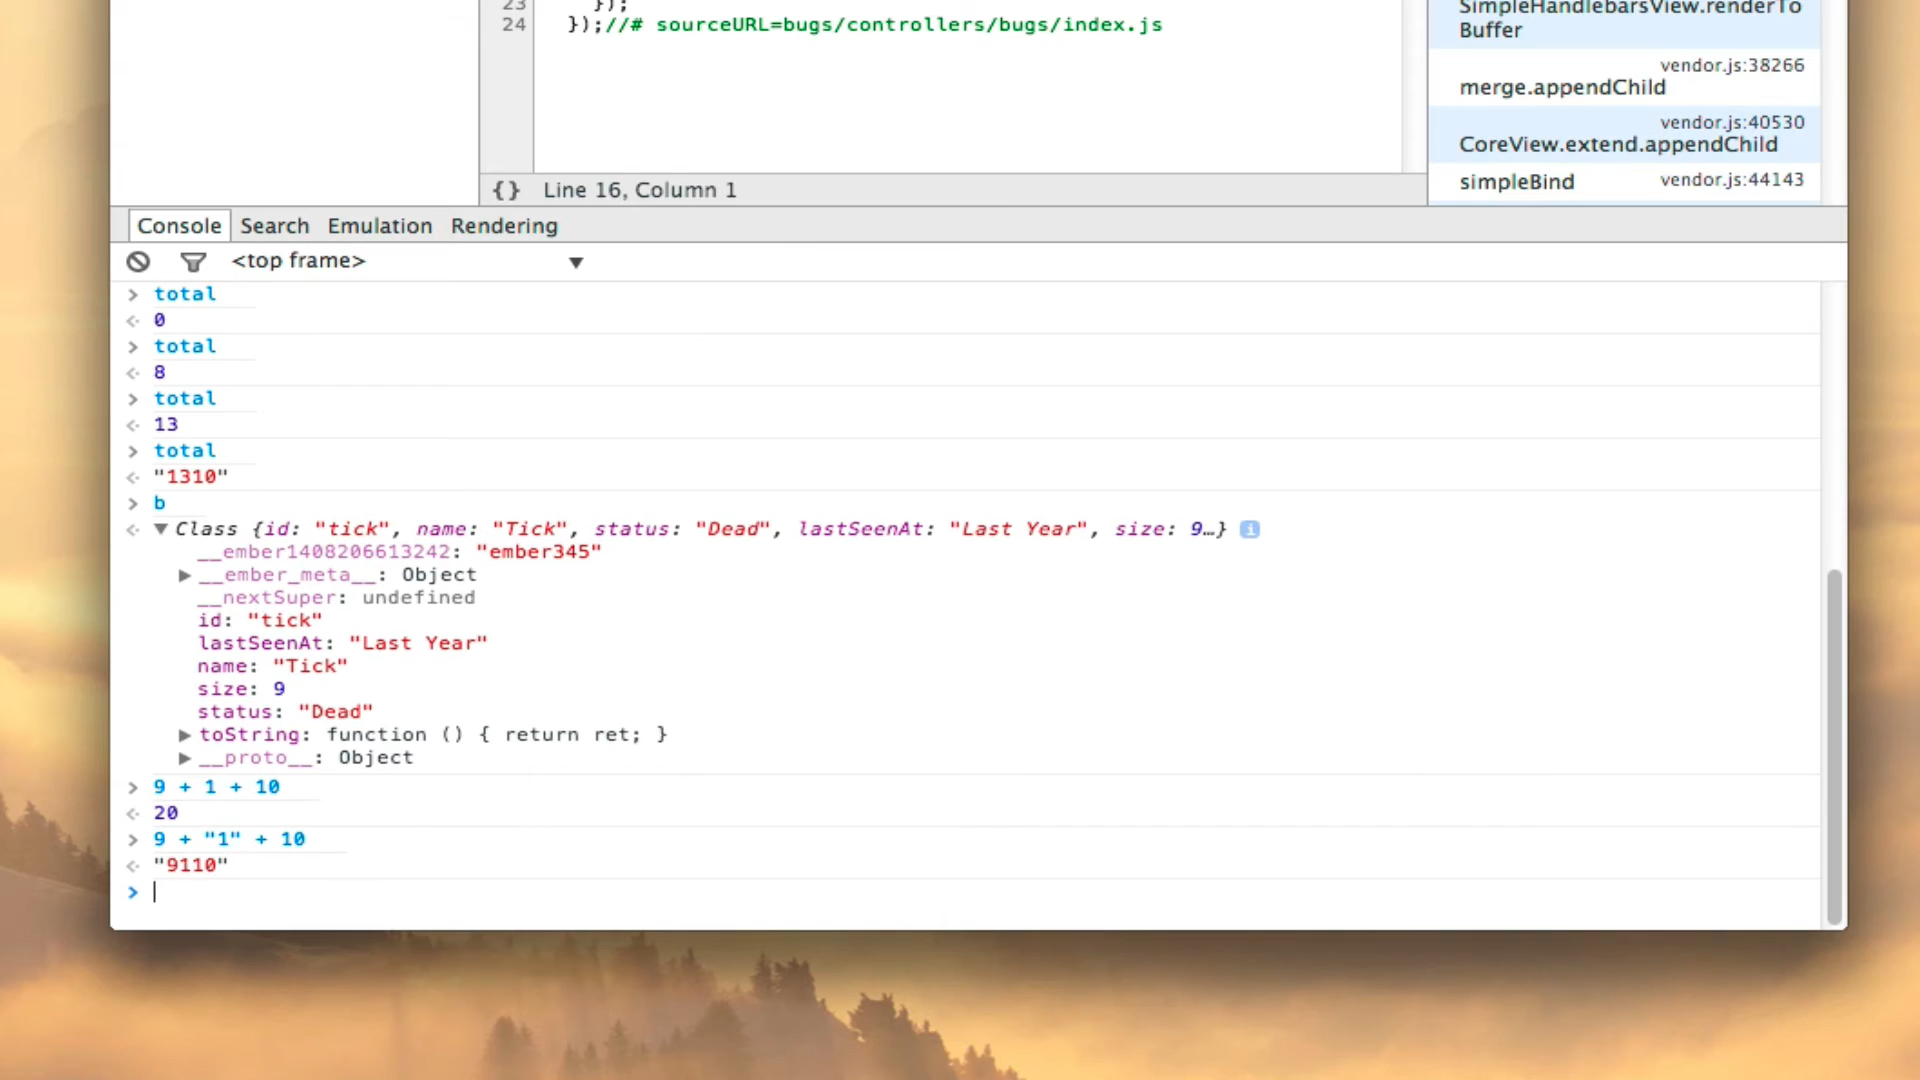 23 });
24 });//# sourceURL=bugs/controllers/bugs/index.js
SimpleHandlebarsView.renderTo
Buffer
vendor.js:38266
merge.appendChild
vendor.js:40530
CoreView.extend.appendChild
simpleBind vendor.js:44143
{} Line 16, Column 1
Console Search Emulation Rendering
<top frame> ▼
> total
<· 0
> total
<· 8
> total
<· 13
> total
<· "1310"
> b
<· ▼ Class {id: "tick", name: "Tick", status: "Dead", lastSeenAt: "Last Year", size: 9…} i
__ember1408206613242: "ember345"
▶ __ember_meta__: Object
__nextSuper: undefined
id: "tick"
lastSeenAt: "Last Year"
name: "Tick"
size: 9
status: "Dead"
▶ toString: function () { return ret; }
▶ __proto__: Object
> 9 + 1 + 10
<· 20
> 9 + "1" + 10
<· "9110"
>